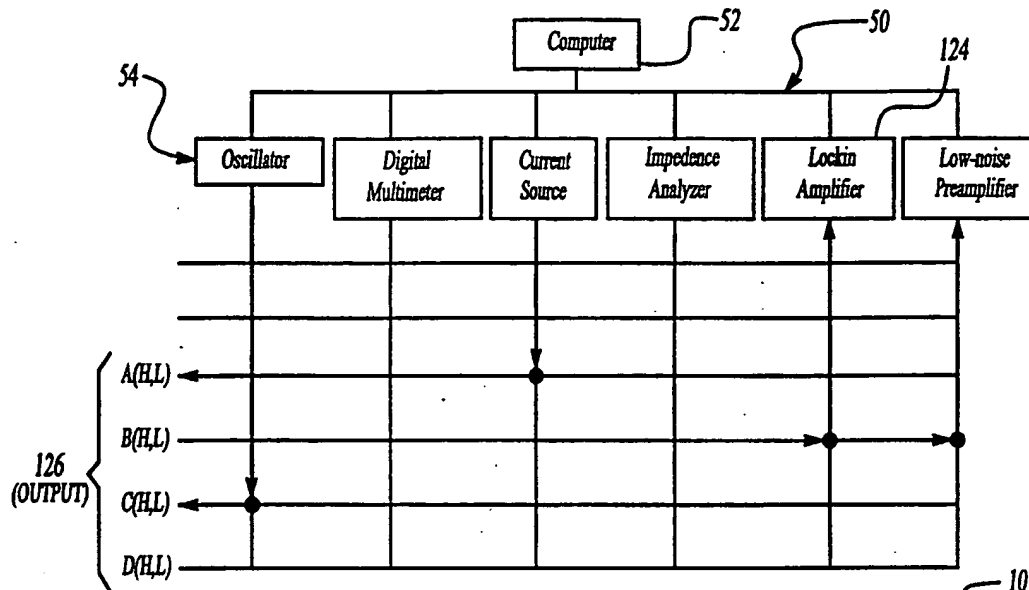 52
Computer
50
124
54
Oscillator
Digital
Multimeter
Current
Source
Impedence
Analyzer
Lockin
Amplifier
Low-noise
Preamplifier
A(H,L)
B(H,L)
126
(OUTPUT)
C(H,L)
D(H,L)
10